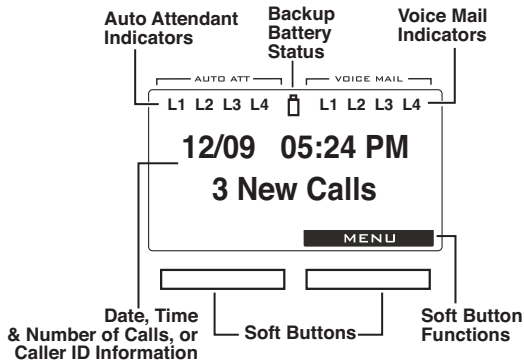 Auto Attendant
Indicators
Backup
Battery
Status
Voice Mail
Indicators
AUTO ATT
VOICE MAIL
L1 L2 L3 L4
L1 L2 L3 L4
12/09 05:24 PM
3 New Calls
MENU
Date, Time
& Number of Calls, or
Caller ID Information
Soft Buttons
Soft Button
Functions